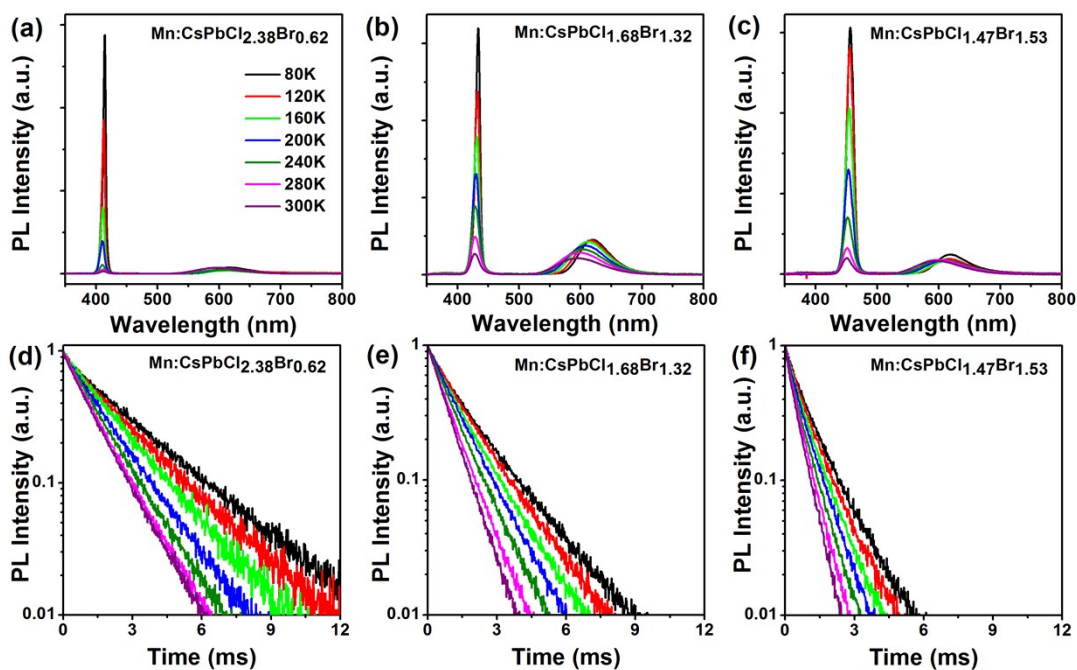 (a)
Mn:CsPbCl2.38Br0.62
80K
120K
160K
200K
240K
280K
300K
PL Intensity (a.u.)
400 500 600 700 800
Wavelength (nm)
(b)
Mn:CsPbCl1.68Br1.32
PL Intensity (a.u.)
400 500 600 700 800
Wavelength (nm)
(c)
Mn:CsPbCl1.47Br1.53
PL Intensity (a.u.)
400 500 600 700 800
Wavelength (nm)
(d)
Mn:CsPbCl2.38Br0.62
PL Intensity (a.u.)
1
0.1
0.01
0 3 6 9 12
Time (ms)
(e)
Mn:CsPbCl1.68Br1.32
PL Intensity (a.u.)
1
0.1
0.01
0 3 6 9 12
Time (ms)
(f)
Mn:CsPbCl1.47Br1.53
PL Intensity (a.u.)
1
0.1
0.01
0 3 6 9 12
Time (ms)